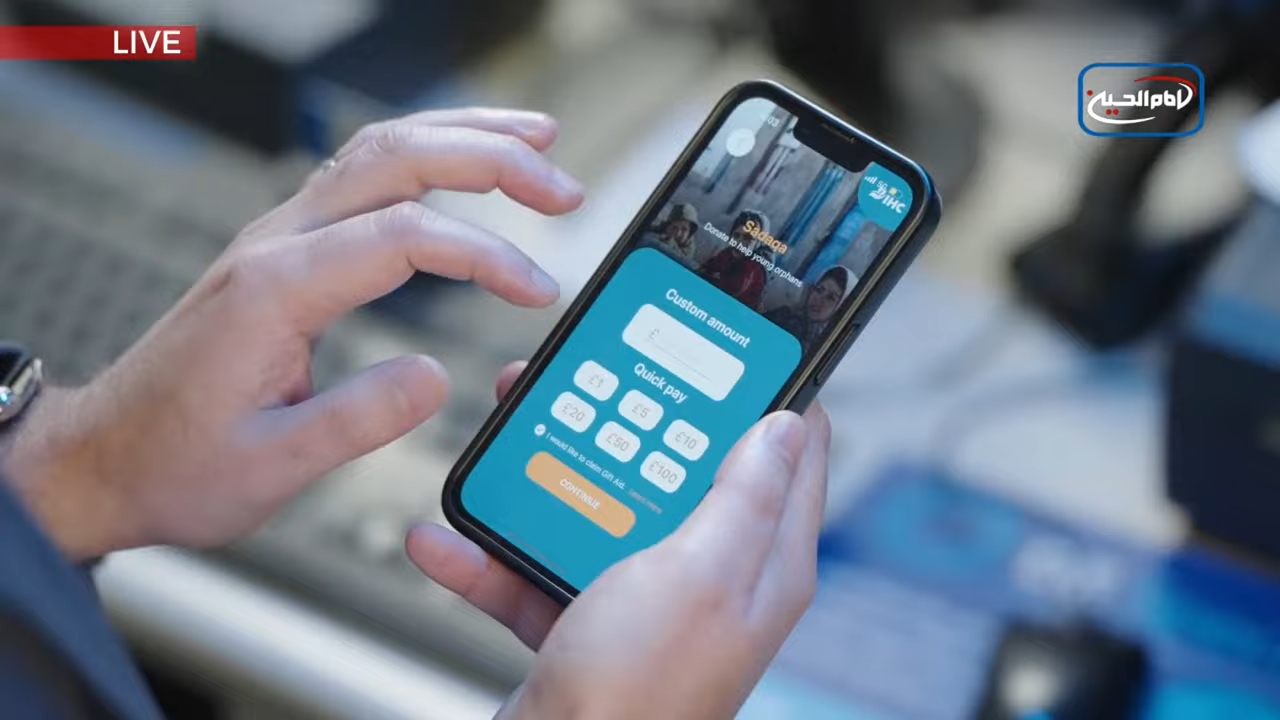 LIVE
امام الحسین
IHC
Sadaqa
Donate to help young orphans
Custom amount
£
Quick pay
£1
£5
£10
£20
£50
£100
I would like to claim Gift Aid.
CONTINUE